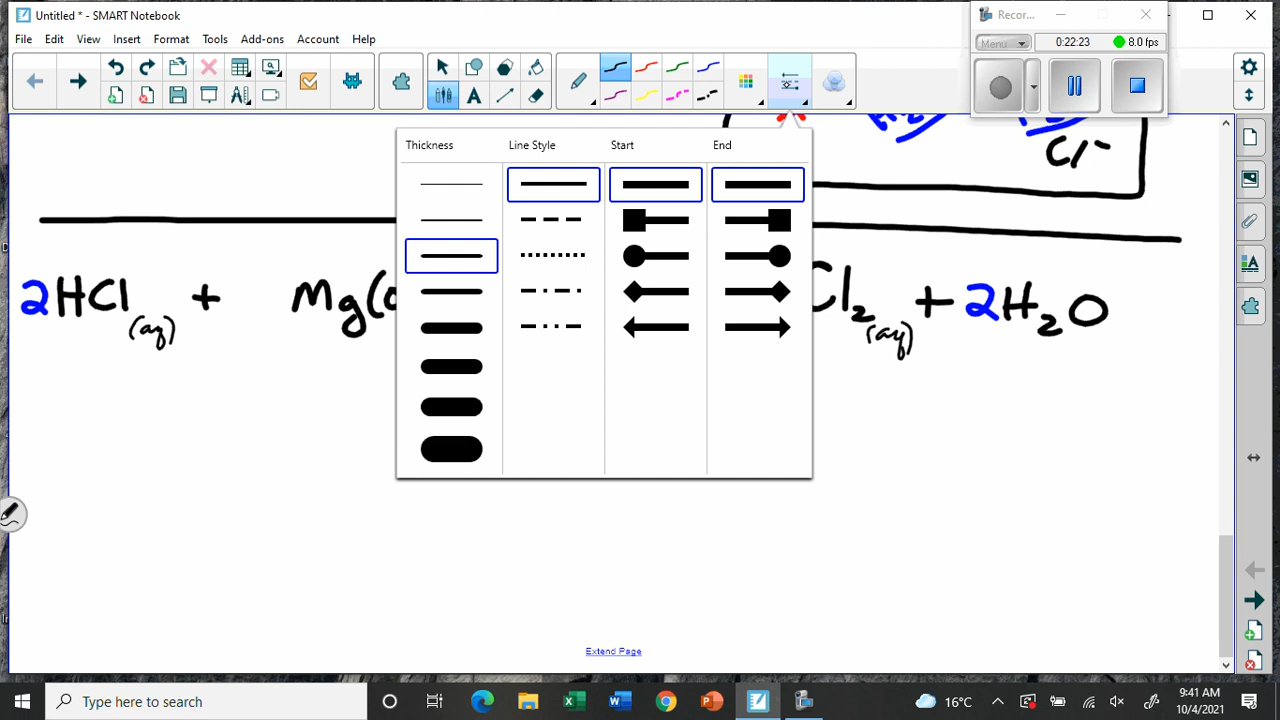 Untitled * - SMART Notebook
Recor...
File Edit View Insert Format Tools Add-ons Account Help
Menu 0:22:23 8.0 fps
Thickness Line Style Start End
Cl⁻
2HCl(aq) + Mg( Cl₂(aq) + 2H₂O
Extend Page
Type here to search
16°C
9:41 AM
10/4/2021